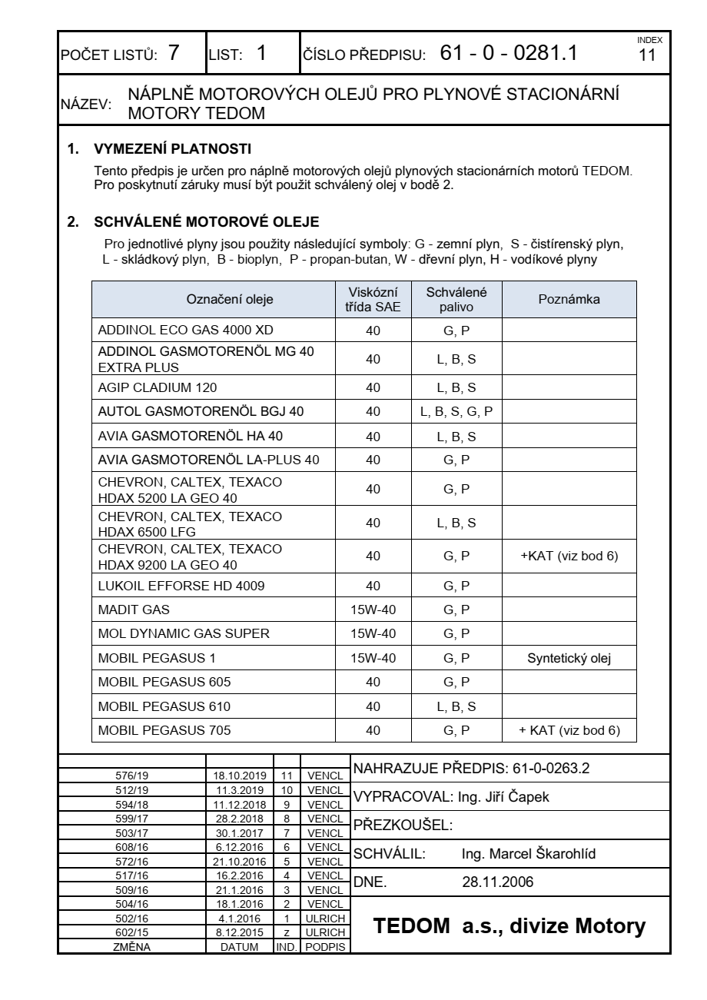 POČET LISTŮ: 7 LIST: 1 ČÍSLO PŘEDPISU: 61 - 0 - 0281.1 INDEX 11
NÁZEV: NÁPLNĚ MOTOROVÝCH OLEJŮ PRO PLYNOVÉ STACIONÁRNÍ
MOTORY TEDOM
1. VYMEZENÍ PLATNOSTI
Tento předpis je určen pro náplně motorových olejů plynových stacionárních motorů TEDOM.
Pro poskytnutí záruky musí být použit schválený olej v bodě 2.
2. SCHVÁLENÉ MOTOROVÉ OLEJE
Pro jednotlivé plyny jsou použity následující symboly: G - zemní plyn, S - čistírenský plyn,
L - skládkový plyn, B - bioplyn, P - propan-butan, W - dřevní plyn, H - vodíkové plyny
Označení oleje Viskózní třída SAE Schválené palivo Poznámka
ADDINOL ECO GAS 4000 XD 40 G, P
ADDINOL GASMOTORENÖL MG 40
EXTRA PLUS 40 L, B, S
AGIP CLADIUM 120 40 L, B, S
AUTOL GASMOTORENÖL BGJ 40 40 L, B, S, G, P
AVIA GASMOTORENÖL HA 40 40 L, B, S
AVIA GASMOTORENÖL LA-PLUS 40 40 G, P
CHEVRON, CALTEX, TEXACO
HDAX 5200 LA GEO 40 40 G, P
CHEVRON, CALTEX, TEXACO
HDAX 6500 LFG 40 L, B, S
CHEVRON, CALTEX, TEXACO
HDAX 9200 LA GEO 40 40 G, P +KAT (viz bod 6)
LUKOIL EFFORSE HD 4009 40 G, P
MADIT GAS 15W-40 G, P
MOL DYNAMIC GAS SUPER 15W-40 G, P
MOBIL PEGASUS 1 15W-40 G, P Syntetický olej
MOBIL PEGASUS 605 40 G, P
MOBIL PEGASUS 610 40 L, B, S
MOBIL PEGASUS 705 40 G, P + KAT (viz bod 6)
576/19 18.10.2019 11 VENCL
512/19 11.3.2019 10 VENCL
594/18 11.12.2018 9 VENCL
599/17 28.2.2018 8 VENCL
503/17 30.1.2017 7 VENCL
608/16 6.12.2016 6 VENCL
572/16 21.10.2016 5 VENCL
517/16 16.2.2016 4 VENCL
509/16 21.1.2016 3 VENCL
504/16 18.1.2016 2 VENCL
502/16 4.1.2016 1 ULRICH
602/15 8.12.2015 z ULRICH
ZMĚNA DATUM IND. PODPIS
NAHRAZUJE PŘEDPIS: 61-0-0263.2
VYPRACOVAL: Ing. Jiří Čapek
PŘEZKOUŠEL:
SCHVÁLIL: Ing. Marcel Škarohlíd
DNE. 28.11.2006
TEDOM a.s., divize Motory